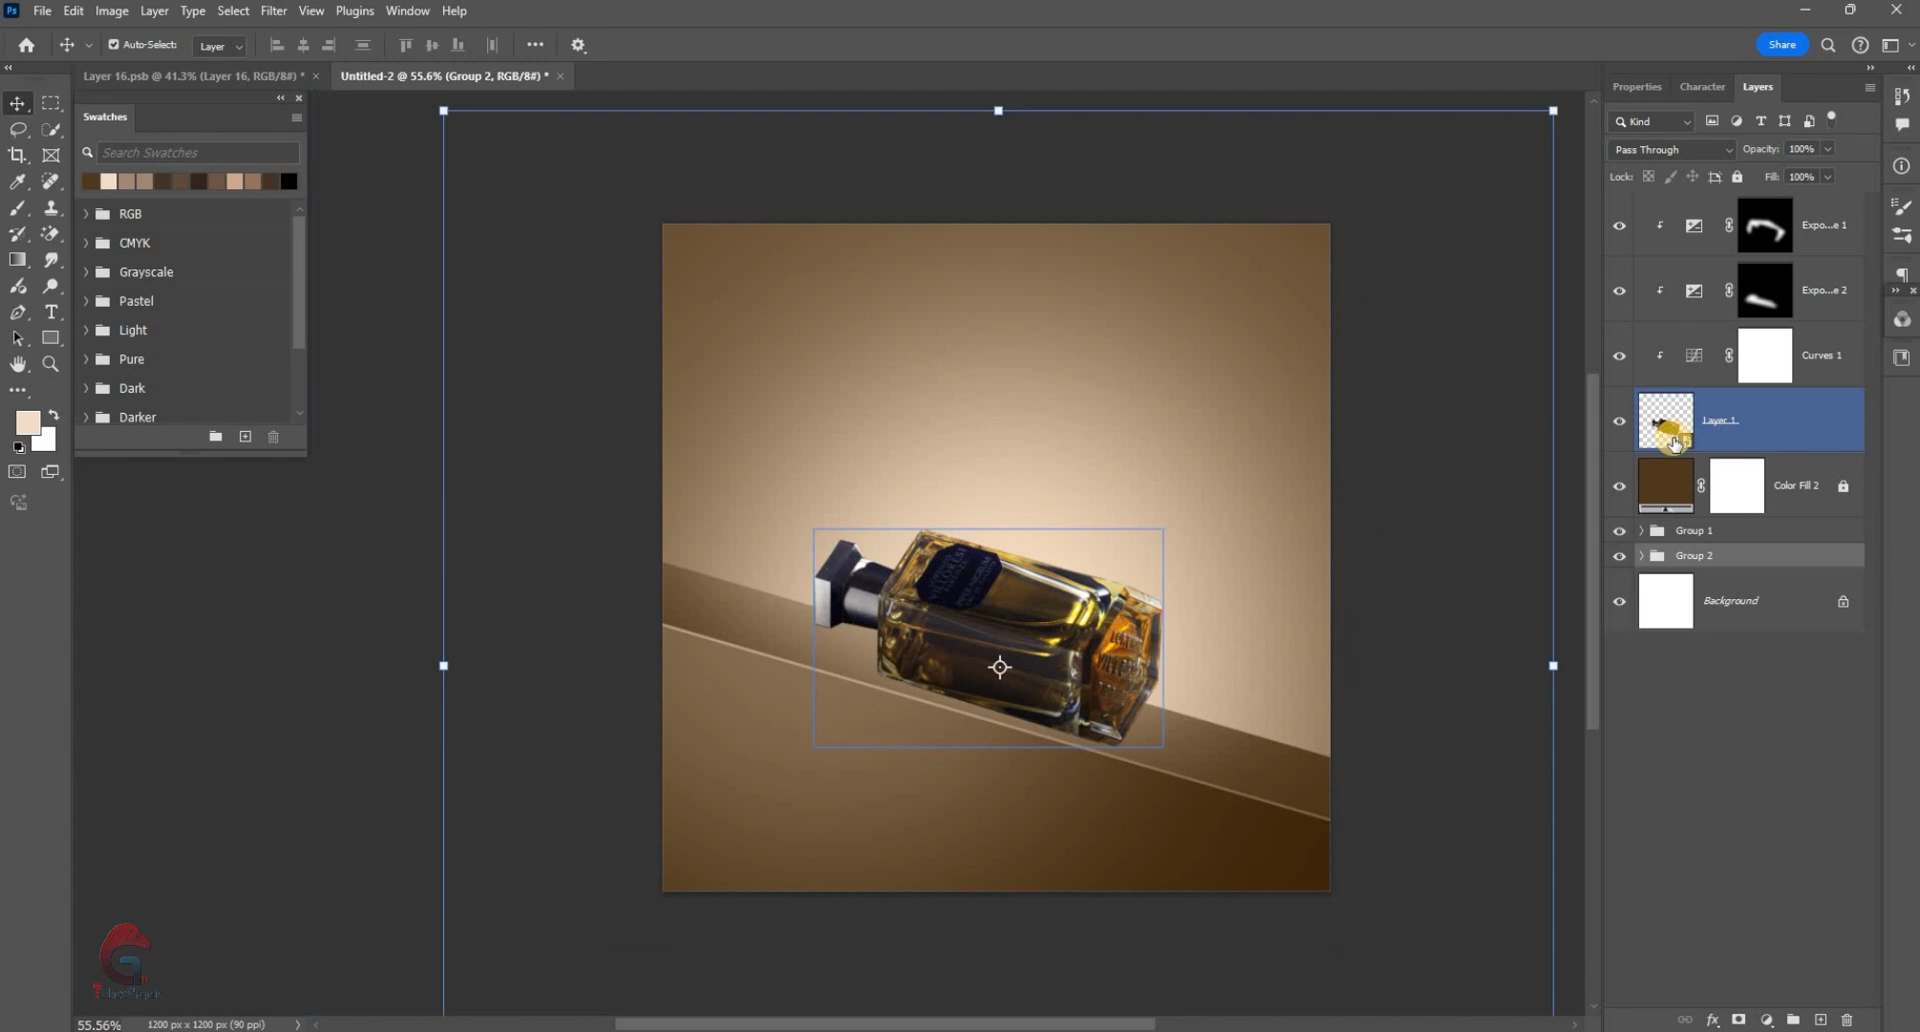 Ps File Edit Image Layer Type Select Filter View Plugins Window Help
Auto-Select: Layer Share
Layer 16.psb @ 41.3% (Layer 16, RGB/8#) * Untitled-2 @ 55.6% (Group 2, RGB/8#) *
Swatches
Search Swatches
RGB
CMYK
Grayscale
Pastel
Light
Pure
Dark
Darker
Properties Character Layers
Kind
Pass Through Opacity: 100%
Lock: Fill: 100%
Expo...e 1
Expo...e 2
Curves 1
Layer 1
Color Fill 2
Group 1
Group 2
Background
VILLORESI
55.56% 1200 px x 1200 px (90 ppi)